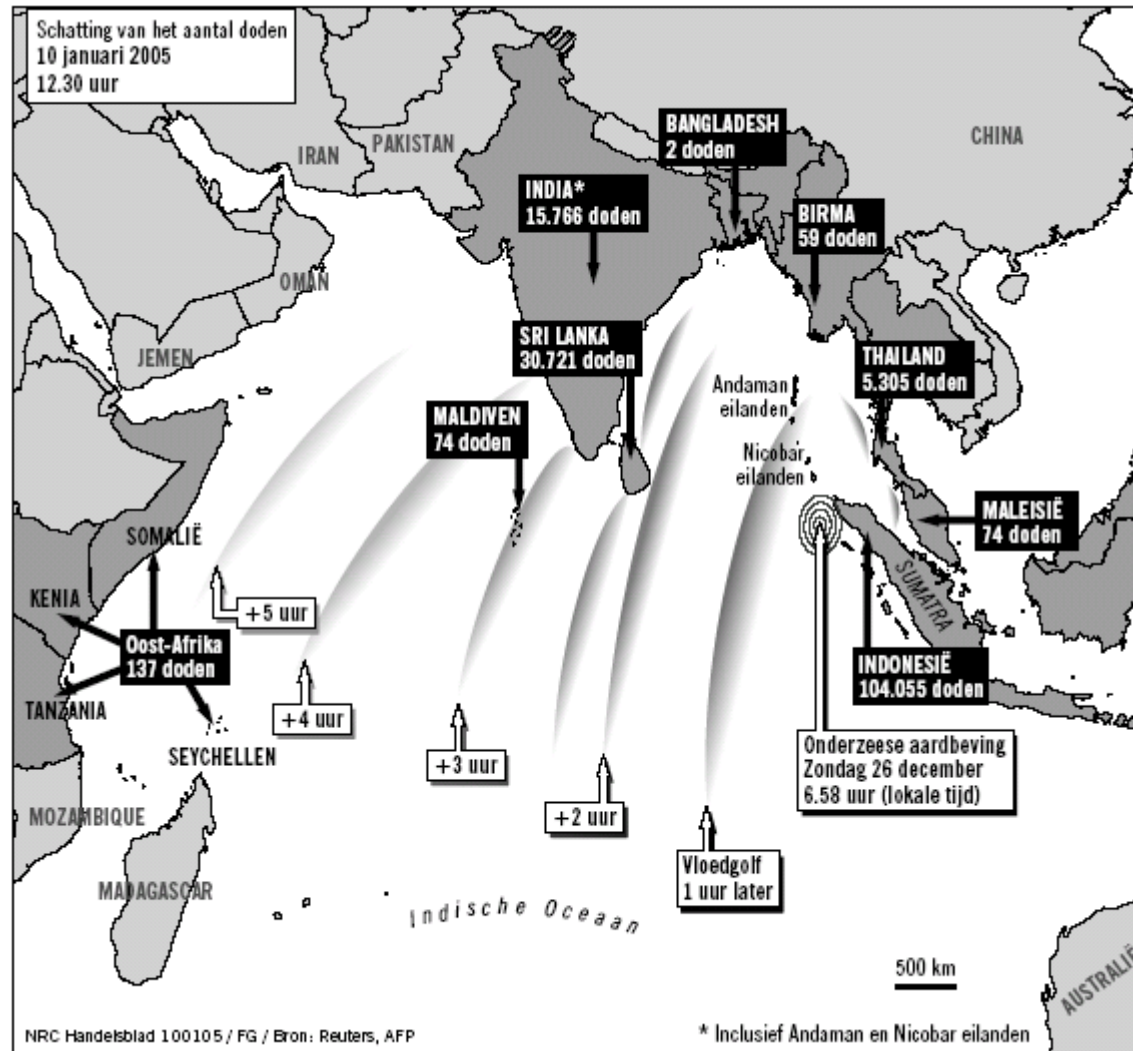 Schatting van het aantal doden
10 januari 2005
12.30 uur
CHINA
BANGLADESH
2 doden
IRAN
PAKISTAN
INDIA*
15.766 doden
BIRMA
59 doden
OMAN
JEMEN
SRI LANKA
30.721 doden
THAILAND
5.305 doden
Andaman
eilanden
MALDIVEN
74 doden
Nicobar
eilanden
MALEISIË
74 doden
SOMALIË
SUMATRA
KENIA
+5 uur
Oost-Afrika
137 doden
INDONESIË
104.055 doden
TANZANIA
+4 uur
SEYCHELLEN
+3 uur
Onderzeese aardbeving
Zondag 26 december
6.58 uur (lokale tijd)
MOZAMBIQUE
+2 uur
Vloedgolf
1 uur later
MADAGASCAR
Indische Oceaan
500 km
AUSTRALIË
NRC Handelsblad 100105 / FG / Bron: Reuters, AFP
* Inclusief Andaman en Nicobar eilanden